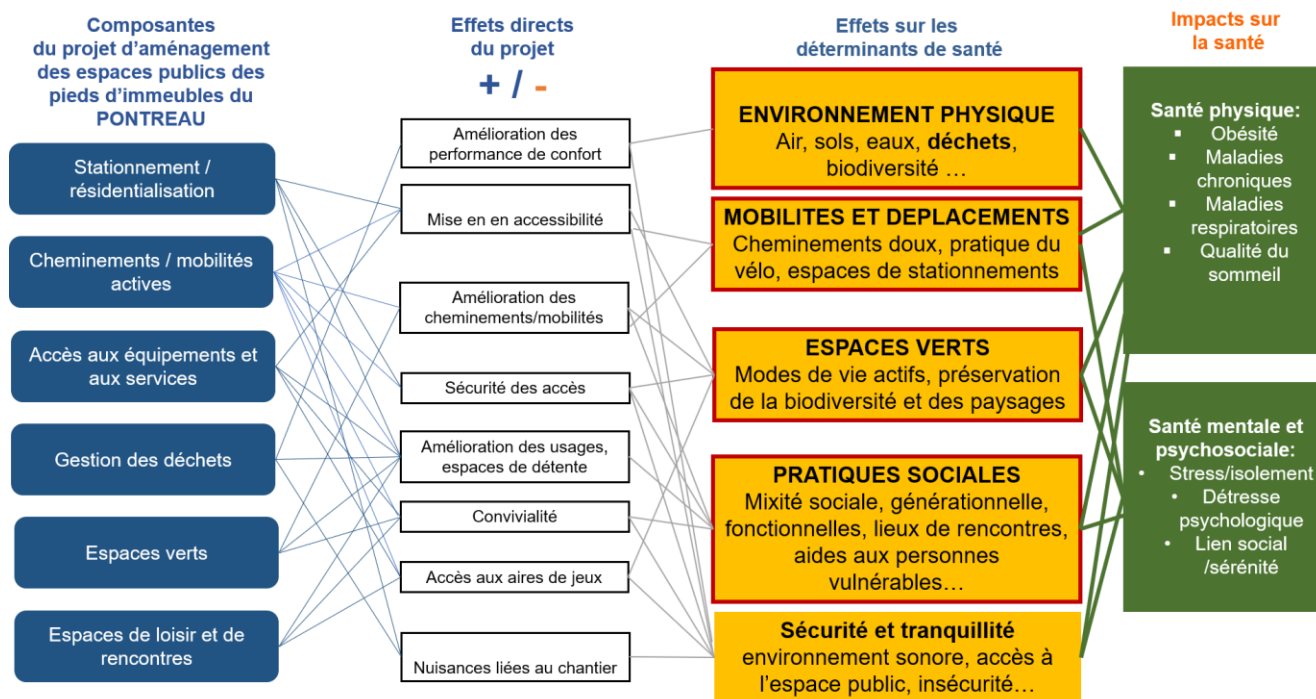 Composantes
du projet d'aménagement
des espaces publics des
pieds d'immeubles du
PONTREAU
Stationnement /
résidentialisation
Cheminements / mobilités
actives
Accès aux équipements et
aux services
Gestion des déchets
Espaces verts
Espaces de loisir et de
rencontres
Effets directs
du projet
+ / -
Amélioration des
performance de confort
Mise en en accessibilité
Amélioration des
cheminements/mobilités
Sécurité des accès
Amélioration des usages,
espaces de détente
Convivialité
Accès aux aires de jeux
Nuisances liées au chantier
Effets sur les
déterminants de santé
ENVIRONNEMENT PHYSIQUE
Air, sols, eaux, déchets,
biodiversité …
MOBILITES ET DEPLACEMENTS
Cheminements doux, pratique du
vélo, espaces de stationnements
ESPACES VERTS
Modes de vie actifs, préservation
de la biodiversité et des paysages
PRATIQUES SOCIALES
Mixité sociale, générationnelle,
fonctionnelles, lieux de rencontres,
aides aux personnes
vulnérables…
Sécurité et tranquillité
environnement sonore, accès à
l'espace public, insécurité…
Impacts sur
la santé
Santé physique:
▪ Obésité
▪ Maladies
chroniques
▪ Maladies
respiratoires
▪ Qualité du
sommeil
Santé mentale et
psychosociale:
• Stress/isolement
• Détresse
psychologique
• Lien social
/sérénité